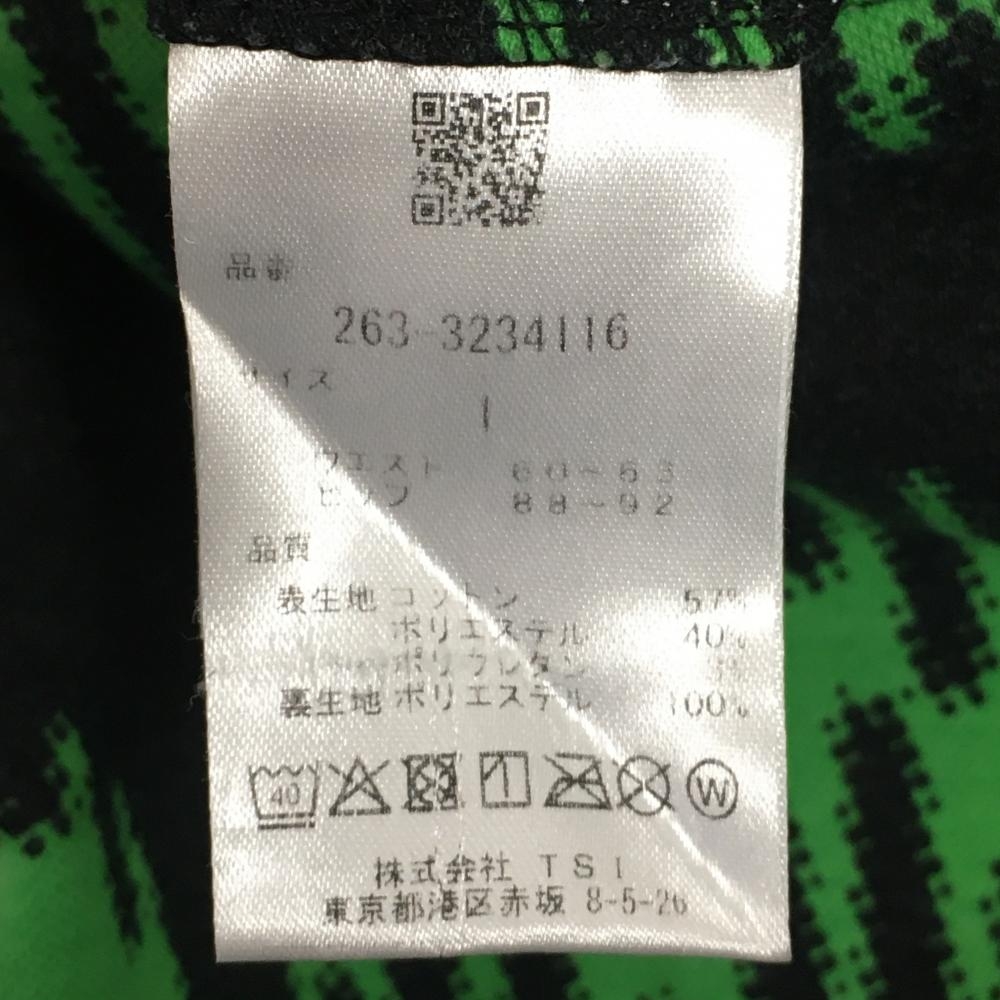 品番
263-3234116
サイズ
1
ウエスト 60~63
ヒップ 88~92
品質
表生地 コットン 57%
ポリエステル 40%
ポリウレタン
裏生地 ポリエステル 100%
40
W
株式会社 TSI
東京都港区赤坂 8-5-26